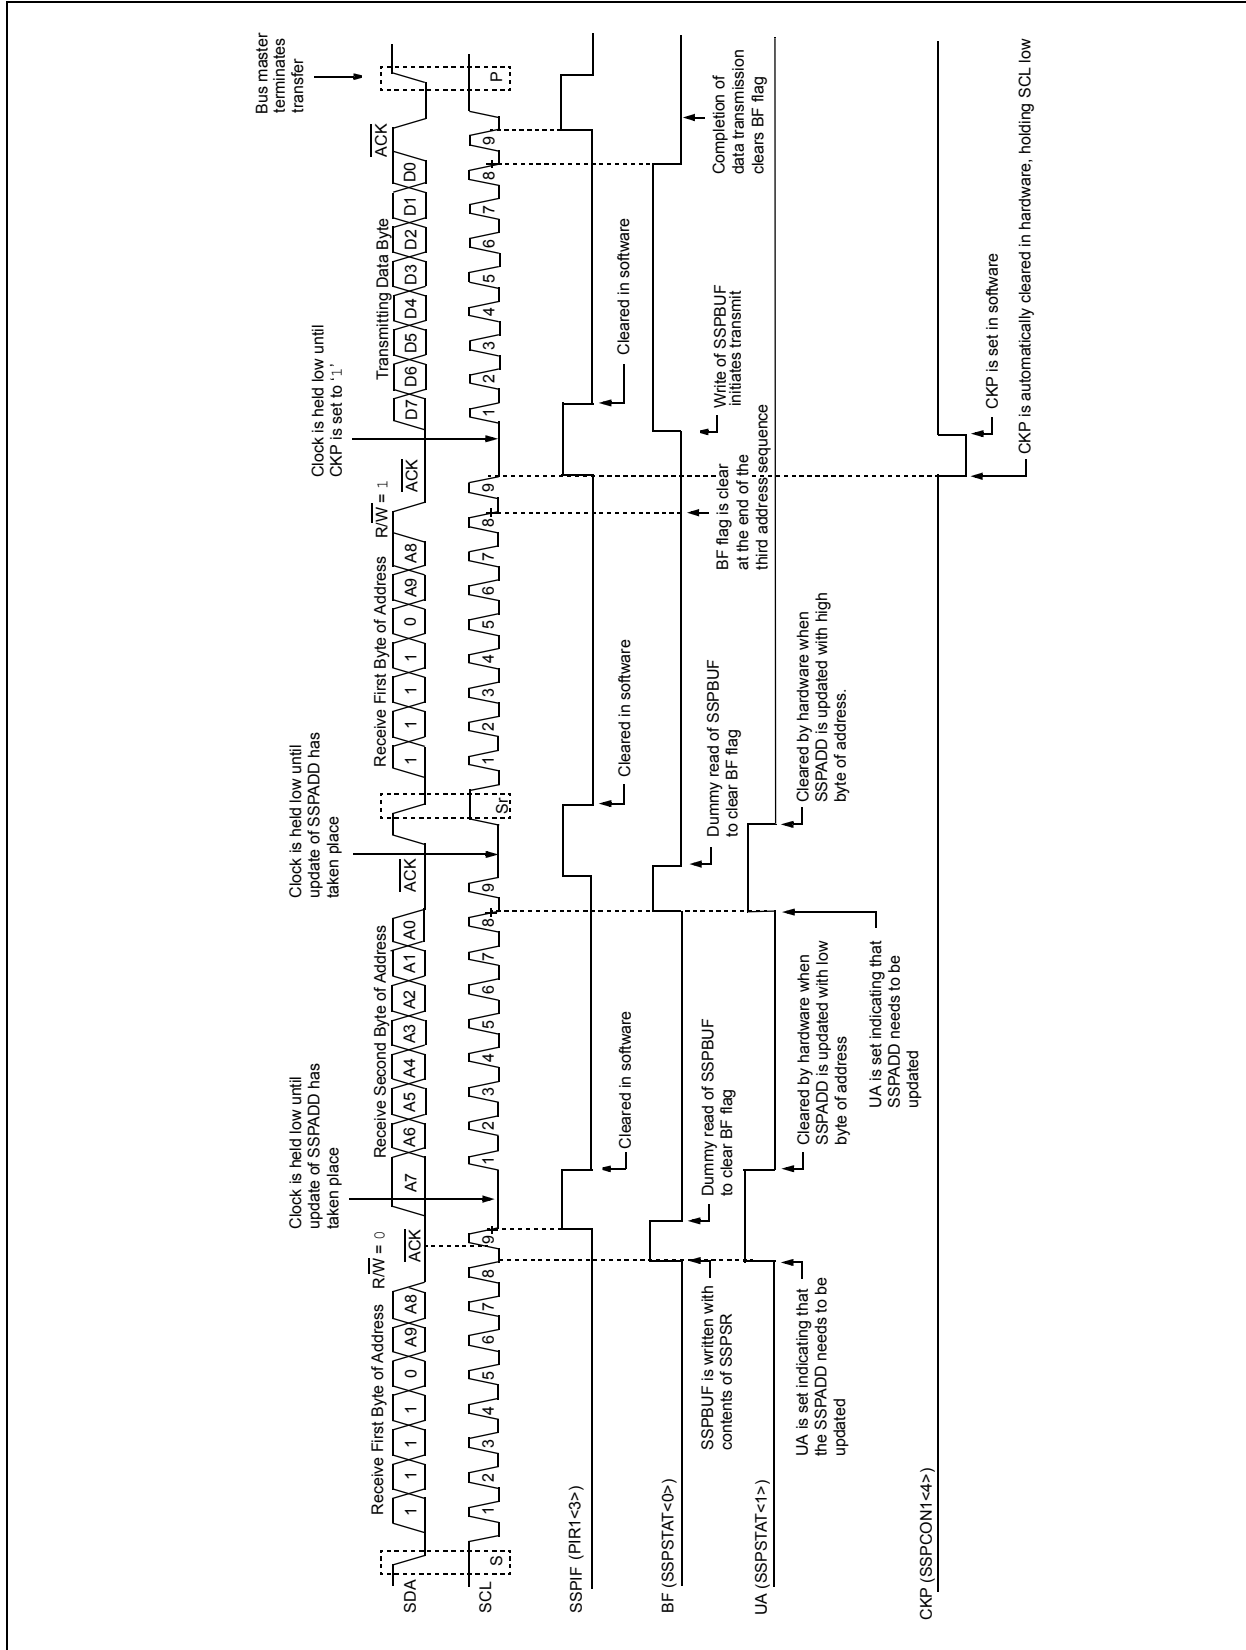 Bus master
terminates
transfer
Clock is held low until
CKP is set to ‘1’
Clock is held low until
update of SSPADD has
taken place
Clock is held low until
update of SSPADD has
taken place
Receive First Byte of Address R/W = 0
Receive Second Byte of Address
Receive First Byte of Address R/W = 1
Transmitting Data Byte
SDA
1 1 1 1 0 A9 A8 ACK
A7 A6 A5 A4 A3 A2 A1 A0 ACK
1 1 1 1 0 A9 A8 ACK
D7 D6 D5 D4 D3 D2 D1 D0 ACK
SCL
S 1 2 3 4 5 6 7 8 9
1 2 3 4 5 6 7 8 9
Sr 1 2 3 4 5 6 7 8 9
1 2 3 4 5 6 7 8 9 P
SSPIF (PIR1<3>)
Cleared in software
Cleared in software
Cleared in software
BF (SSPSTAT<0>)
SSPBUF is written with
contents of SSPSR
Dummy read of SSPBUF
to clear BF flag
Dummy read of SSPBUF
to clear BF flag
BF flag is clear
at the end of the
third address sequence
Write of SSPBUF
initiates transmit
Completion of
data transmission
clears BF flag
UA (SSPSTAT<1>)
UA is set indicating that
the SSPADD needs to be
updated
Cleared by hardware when
SSPADD is updated with low
byte of address
UA is set indicating that
SSPADD needs to be
updated
Cleared by hardware when
SSPADD is updated with high
byte of address.
CKP (SSPCON1<4>)
CKP is set in software
CKP is automatically cleared in hardware, holding SCL low